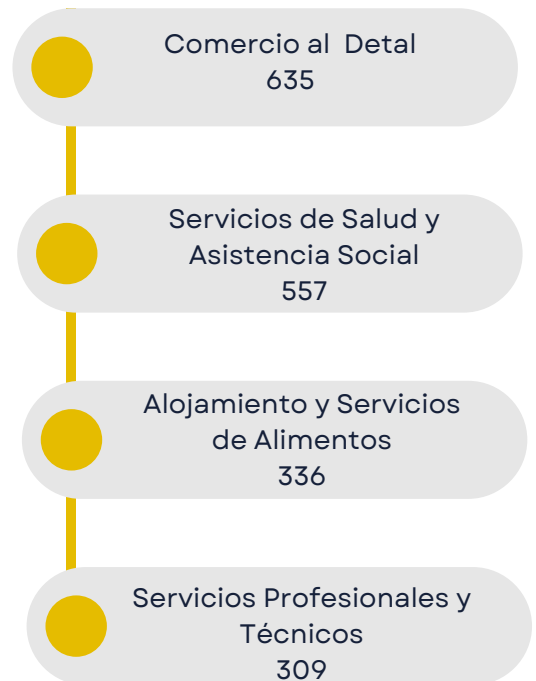 Comercio al Detal
635
Servicios de Salud y
Asistencia Social
557
Alojamiento y Servicios
de Alimentos
336
Servicios Profesionales y
Técnicos
309